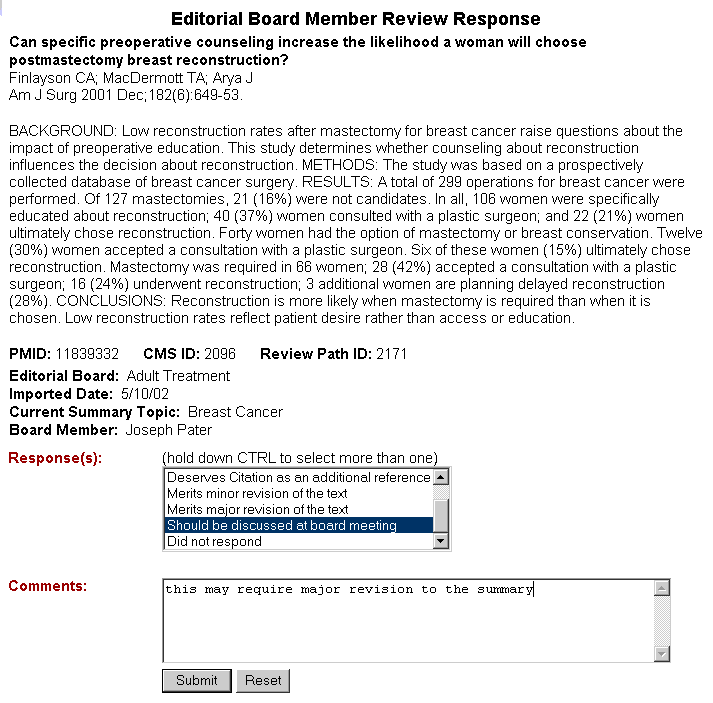 Editorial Board Member Review Response
Can specific preoperative counseling increase the likelihood a woman will choose
postmastectomy breast reconstruction?
Finlayson CA; MacDermott TA; Arya J
Am J Surg 2001 Dec;182(6):649-53.
BACKGROUND: Low reconstruction rates after mastectomy for breast cancer raise questions about the
impact of preoperative education. This study determines whether counseling about reconstruction
influences the decision about reconstruction. METHODS: The study was based on a prospectively
collected database of breast cancer surgery. RESULTS: A total of 299 operations for breast cancer were
performed. Of 127 mastectomies, 21 (16%) were not candidates. In all, 106 women were specifically
educated about reconstruction; 40 (37%) women consulted with a plastic surgeon; and 22 (21%) women
ultimately chose reconstruction. Forty women had the option of mastectomy or breast conservation. Twelve
(30%) women accepted a consultation with a plastic surgeon. Six of these women (15%) ultimately chose
reconstruction. Mastectomy was required in 66 women; 28 (42%) accepted a consultation with a plastic
surgeon; 16 (24%) underwent reconstruction; 3 additional women are planning delayed reconstruction
(28%). CONCLUSIONS: Reconstruction is more likely when mastectomy is required than when it is
chosen. Low reconstruction rates reflect patient desire rather than access or education.
PMID: 11839332 CMS ID: 2096 Review Path ID: 2171
Editorial Board: Adult Treatment
Imported Date: 5/10/02
Current Summary Topic: Breast Cancer
Board Member: Joseph Pater
Response(s): (hold down CTRL to select more than one)
Deserves Citation as an additional reference
Merits minor revision of the text
Merits major revision of the text
Should be discussed at board meeting
Did not respond
Comments: this may require major revision to the summary
Submit Reset